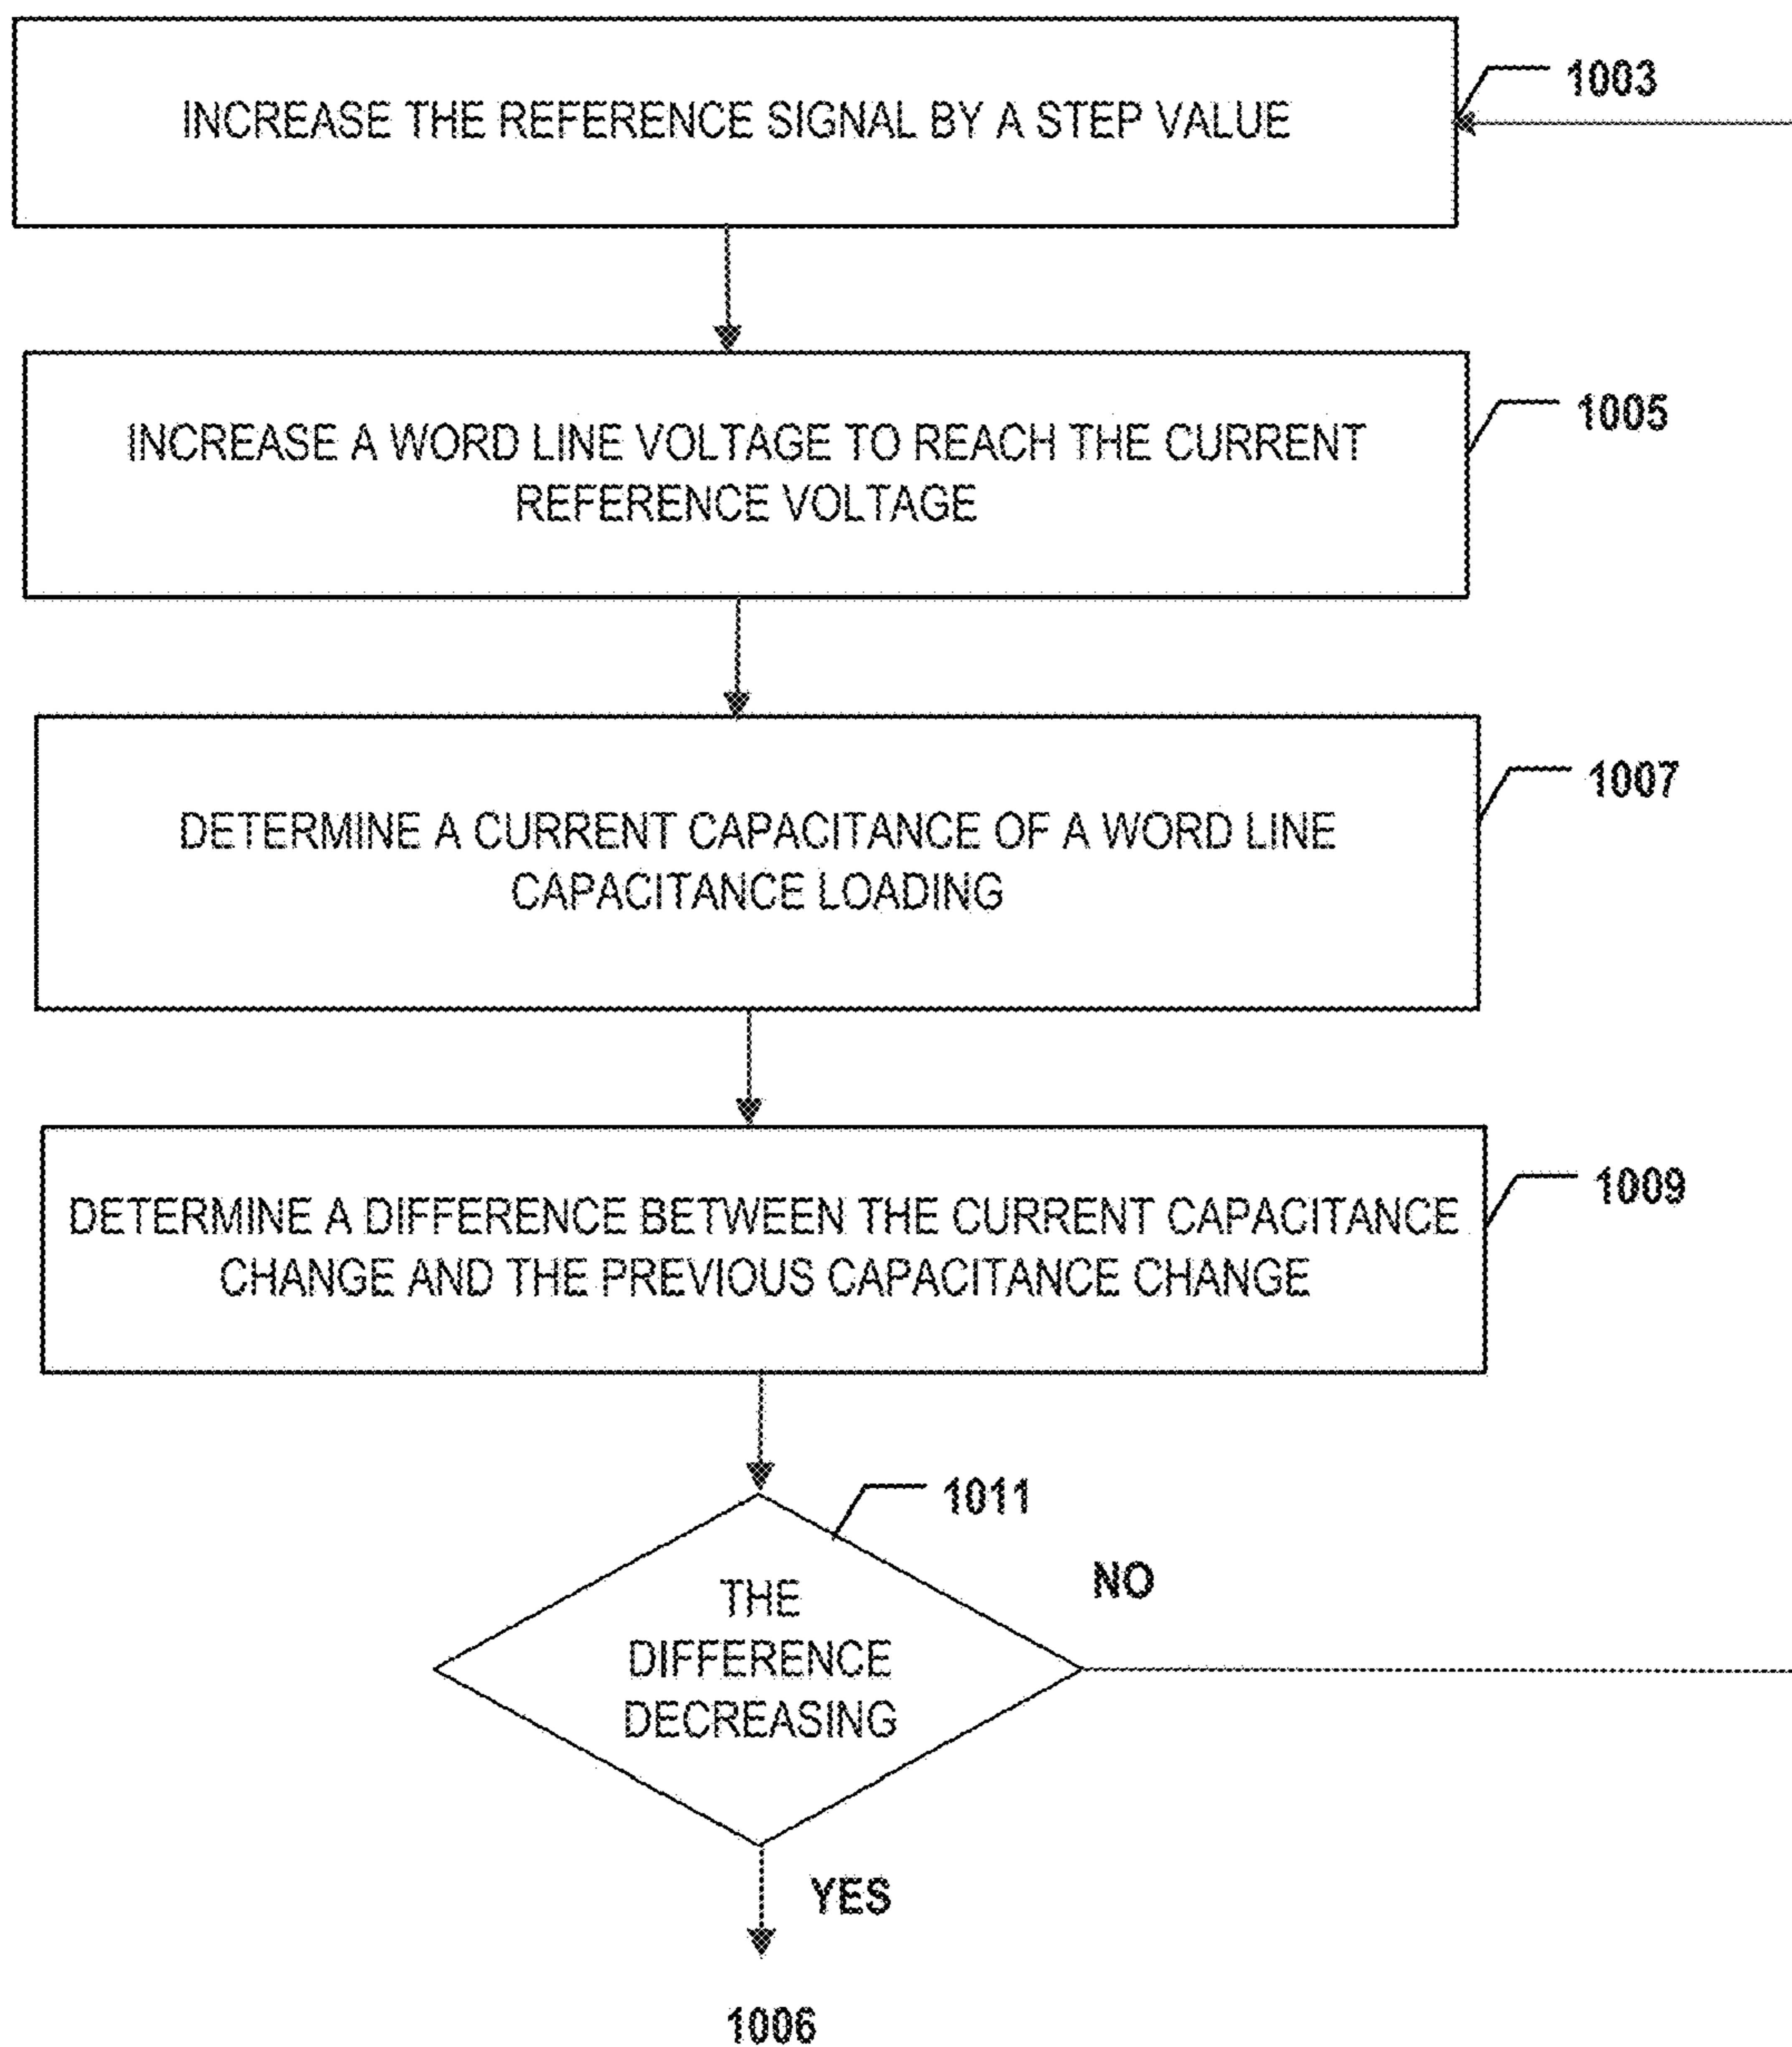 1003
INCREASE THE REFERENCE SIGNAL BY A STEP VALUE
1005
INCREASE A WORD LINE VOLTAGE TO REACH THE CURRENT
REFERENCE VOLTAGE
1007
DETERMINE A CURRENT CAPACITANCE OF A WORD LINE
CAPACITANCE LOADING
1009
DETERMINE A DIFFERENCE BETWEEN THE CURRENT CAPACITANCE
CHANGE AND THE PREVIOUS CAPACITANCE CHANGE
1011
NO
THE
DIFFERENCE
DECREASING
YES
1006